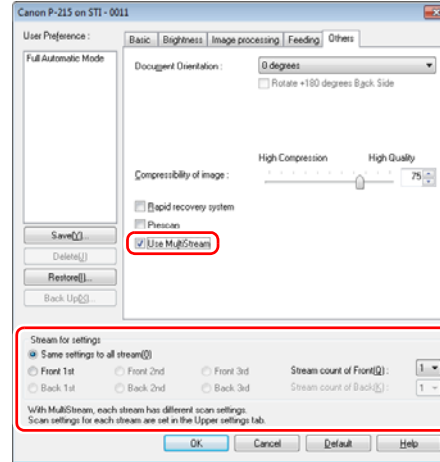 Canon P-215 on STI - 0011
User Preference :
Full Automatic Mode
Save(Y)...
Delete(J)
Restore(I)...
Back Up(X)...
Basic Brightness Image processing Feeding Others
Document Orientation : 0 degrees
Rotate +180 degrees Back Side
High Compression High Quality
Compressibility of image : 75
Rapid recovery system
Prescan
Use MultiStream
Stream for settings
Same settings to all stream(0)
Front 1st Front 2nd Front 3rd Stream count of Front(Q) : 1
Back 1st Back 2nd Back 3rd Stream count of Back(K) : 1
With MultiStream, each stream has different scan settings.
Scan settings for each stream are set in the Upper settings tab.
OK Cancel Default Help